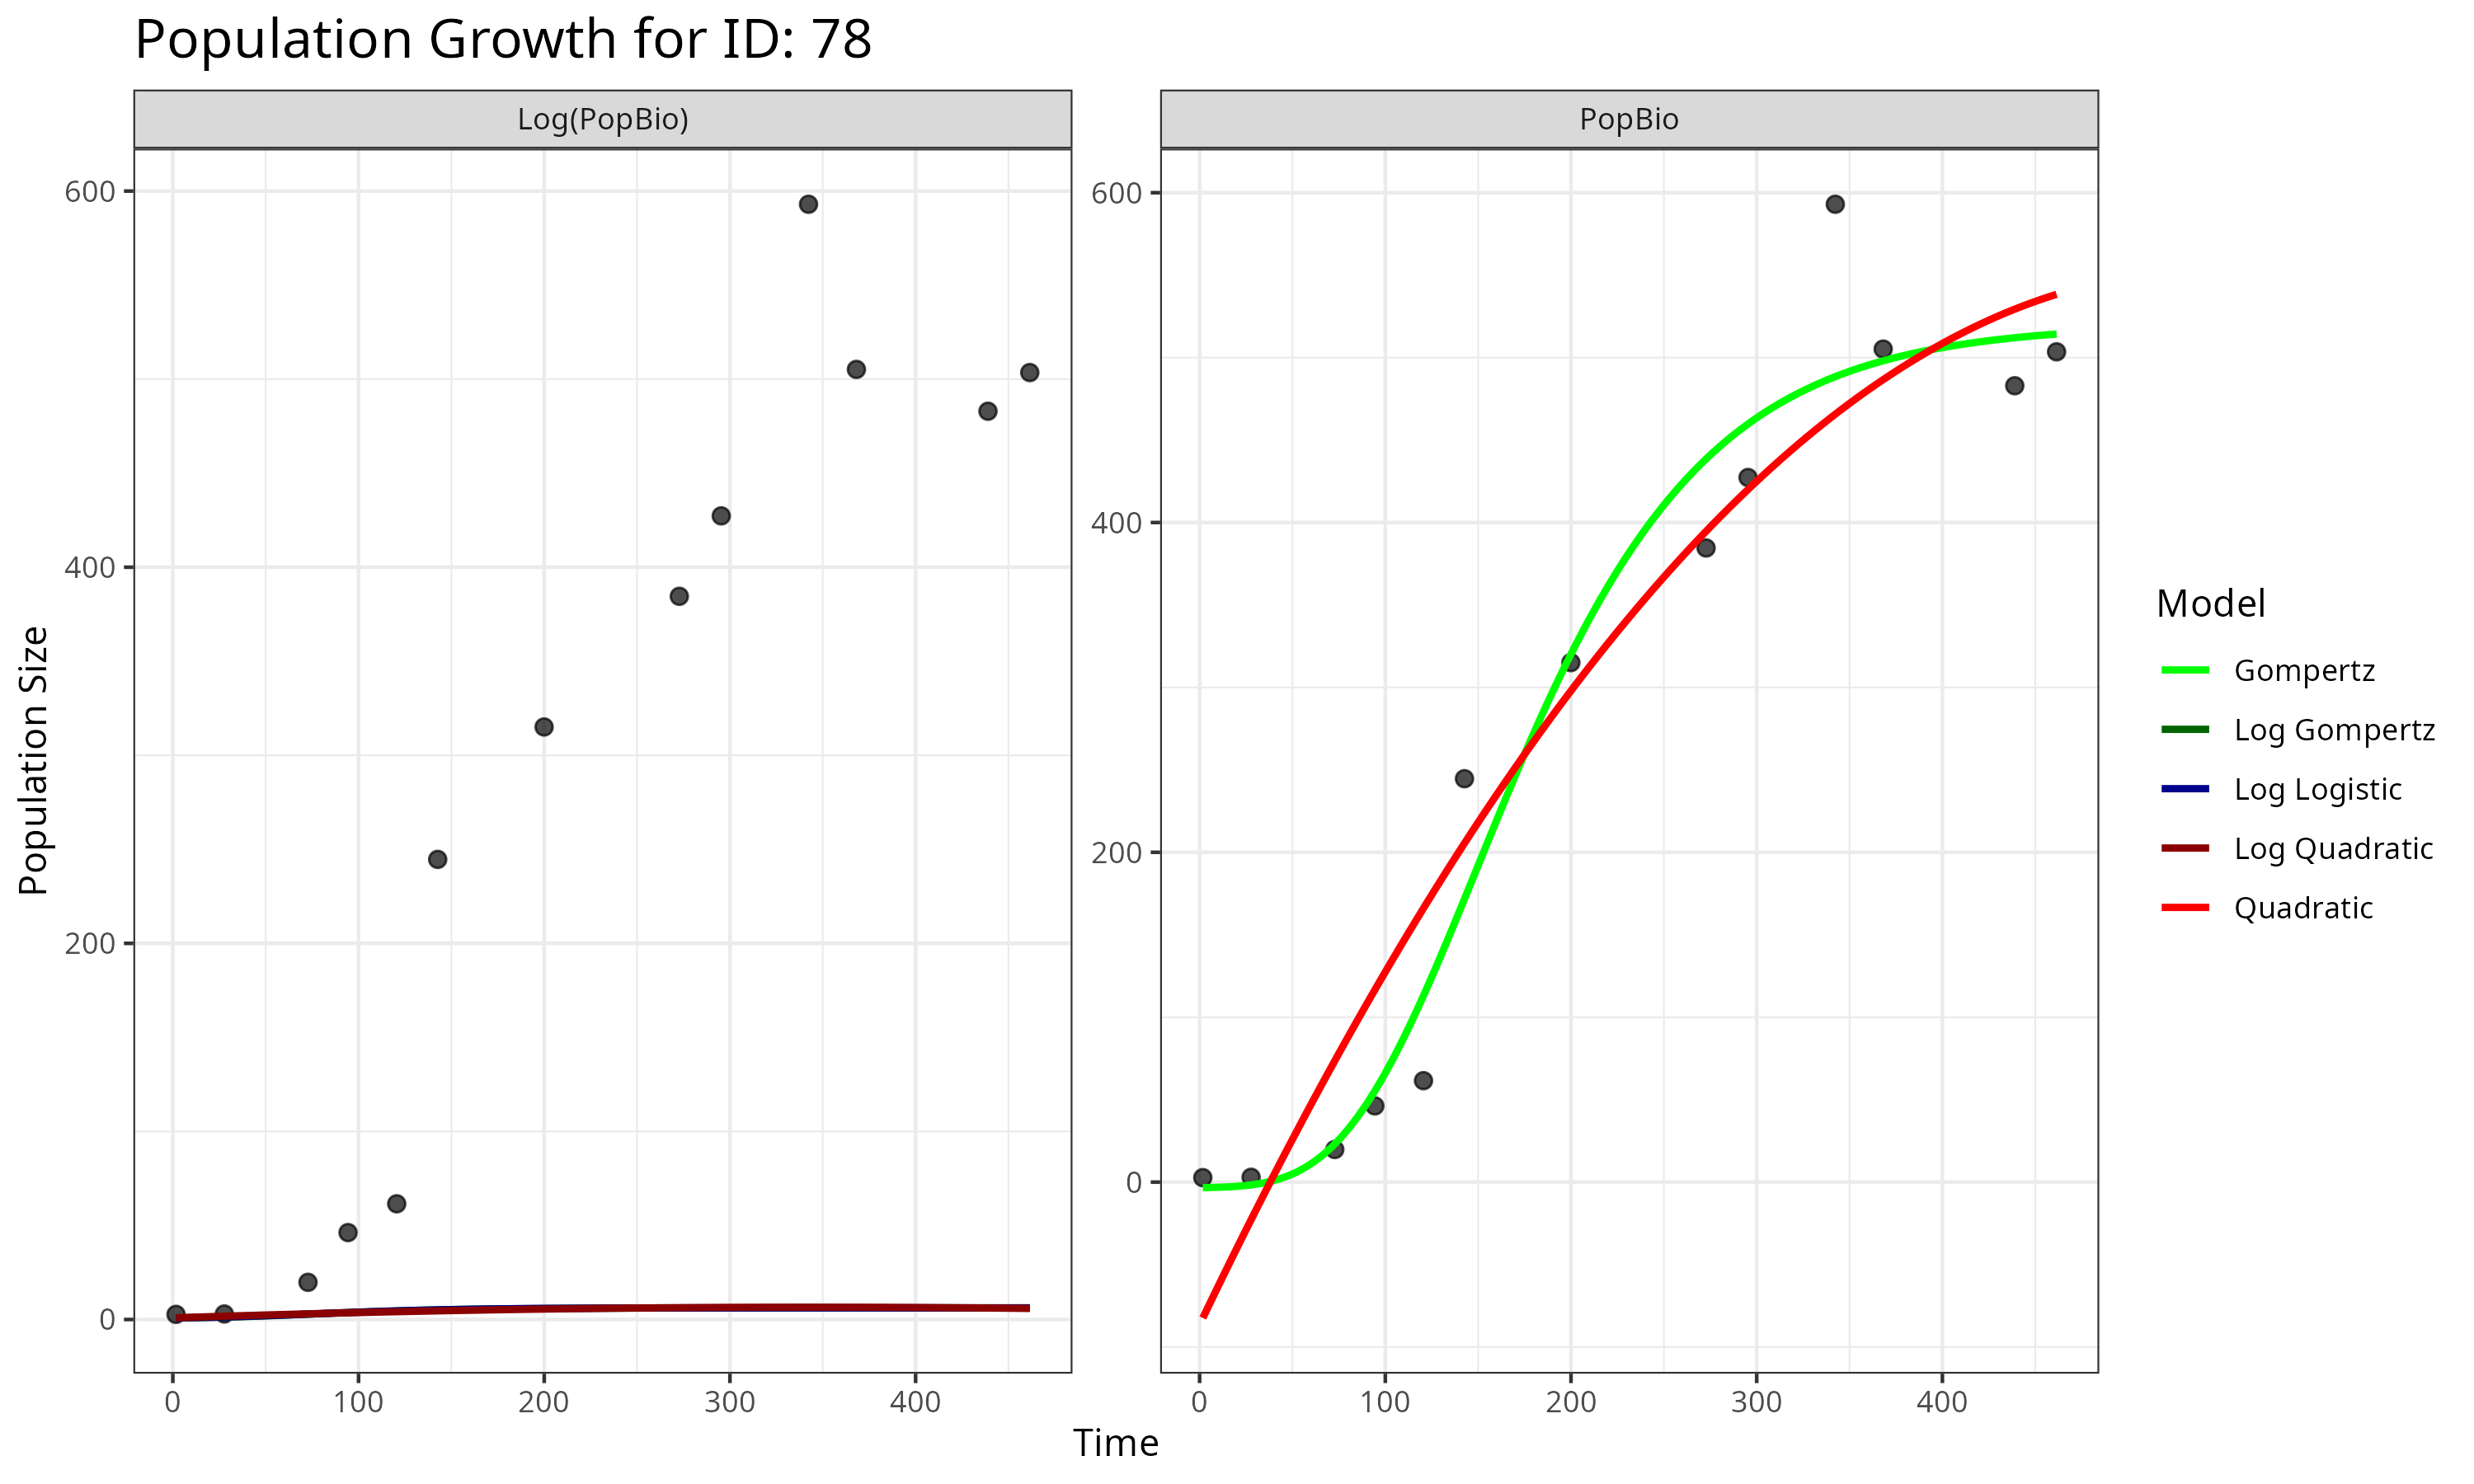 Population Growth for ID: 78
Log(PopBio)
PopBio
600
400
200
0
600
400
200
0
Population Size
0 100 200 300 400
0 100 200 300 400
Time
Model
Gompertz
Log Gompertz
Log Logistic
Log Quadratic
Quadratic